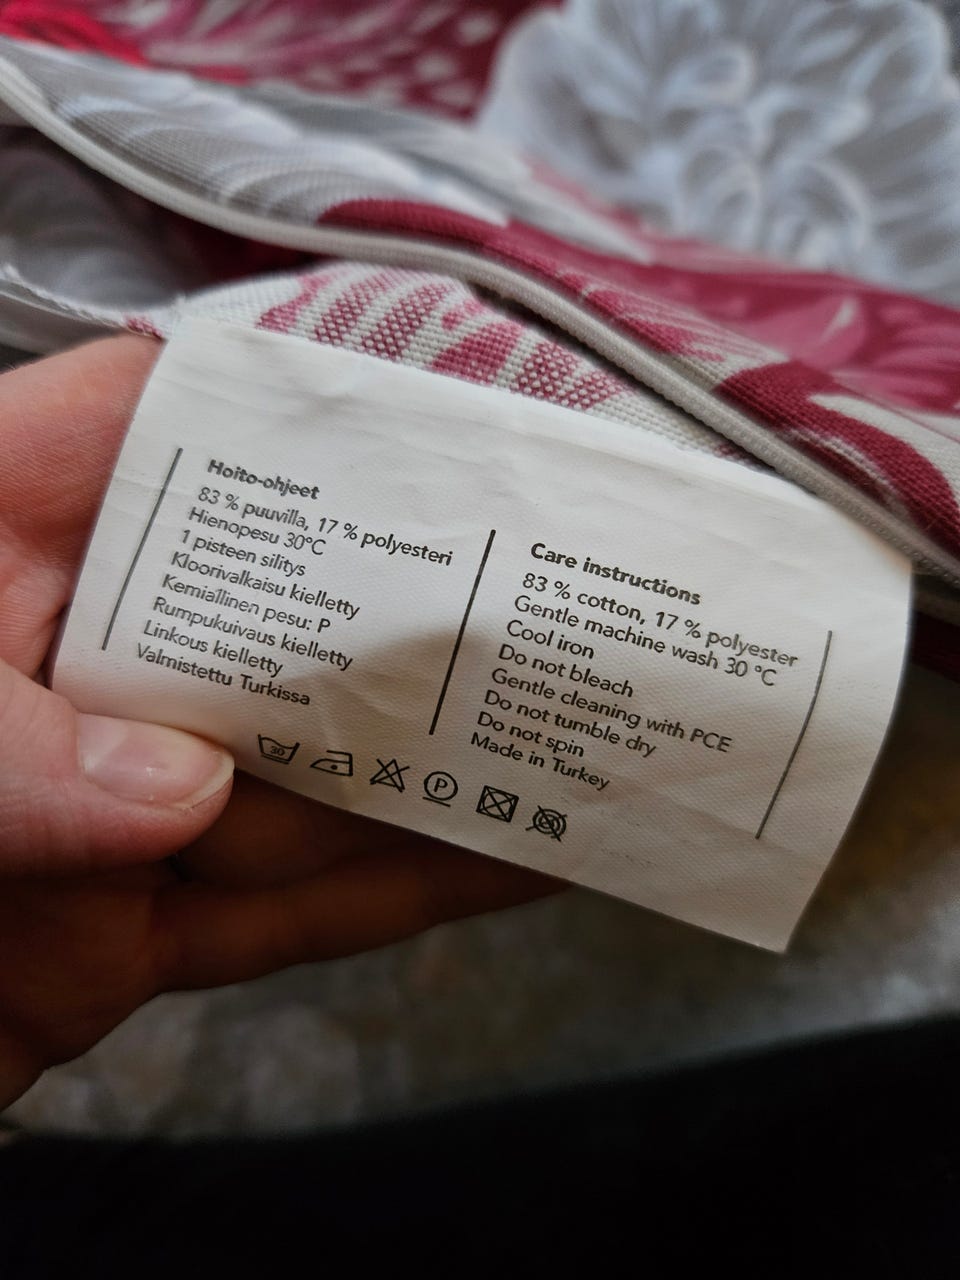 Hoito-ohjeet
83 % puuvilla, 17 % polyesteri
Hienopesu 30°C
1 pisteen silitys
Kloorivalkaisu kielletty
Kemiallinen pesu: P
Rumpukuivaus kielletty
Linkous kielletty
Valmistettu Turkissa
Care instructions
83 % cotton, 17 % polyester
Gentle machine wash 30 °C
Cool iron
Do not bleach
Gentle cleaning with PCE
Do not tumble dry
Do not spin
Made in Turkey
30 P